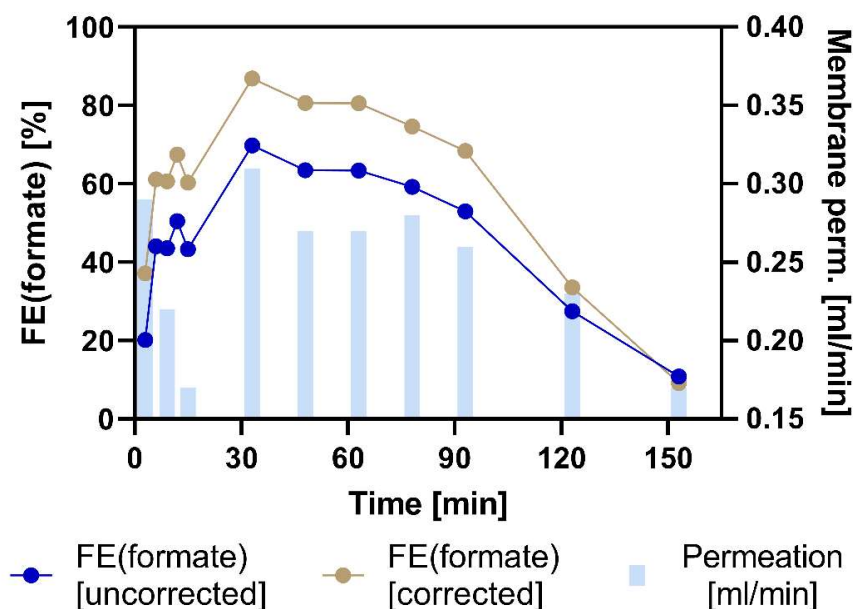 FE(formate) [%]
100
80
60
40
20
0
0.40
0.35
0.30
0.25
0.20
0.15
Membrane perm. [ml/min]
0 30 60 90 120 150
Time [min]
FE(formate)
[uncorrected]
FE(formate)
[corrected]
Permeation
[ml/min]